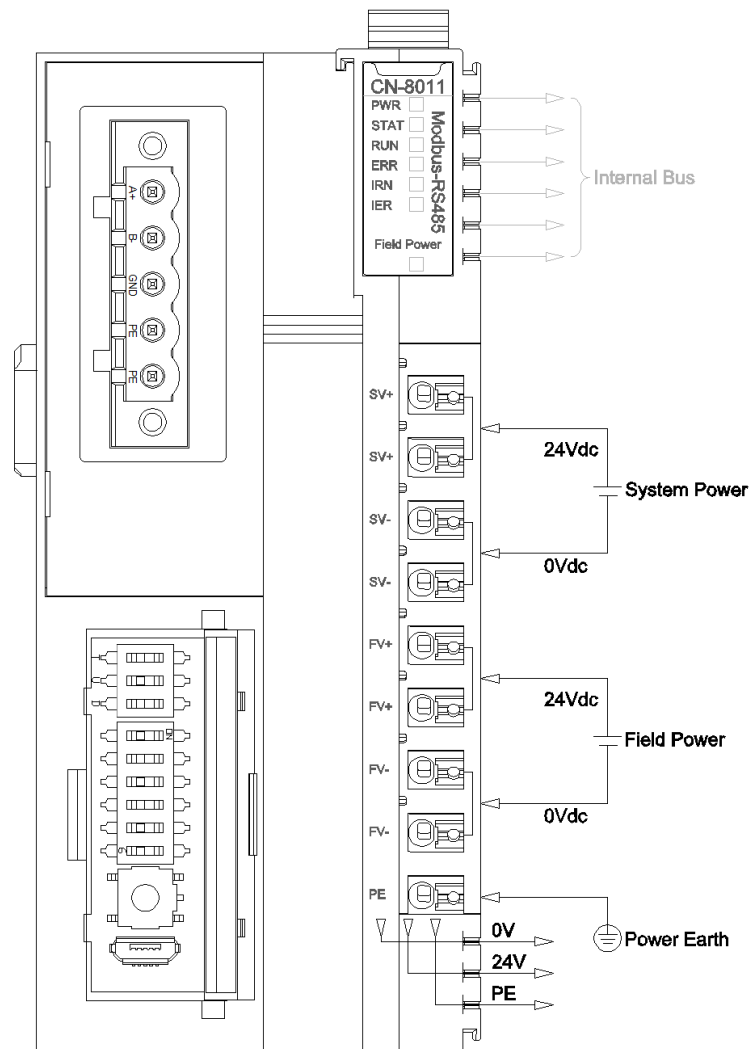 CN-8011
PWR
STAT
RUN
ERR
IRN
IER
Modbus-RS485
Field Power
Internal Bus
A+
B-
GND
PE
PE
SV+
SV+
24Vdc
System Power
SV-
SV-
0Vdc
FV+
FV+
24Vdc
Field Power
FV-
FV-
0Vdc
PE
Power Earth
0V
24V
PE